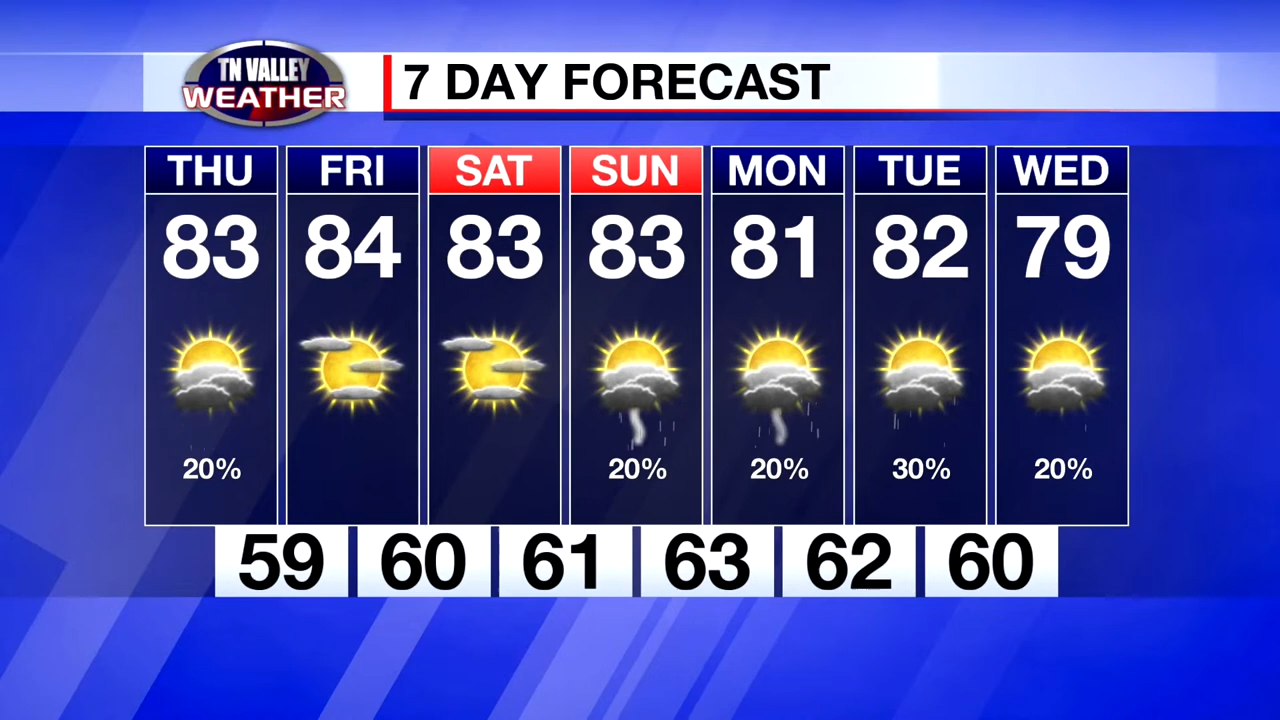 TN VALLEY
WEATHER
7 DAY FORECAST
THU FRI SAT SUN MON TUE WED
83 84 83 83 81 82 79
20% 20% 20% 30% 20%
59 60 61 63 62 60